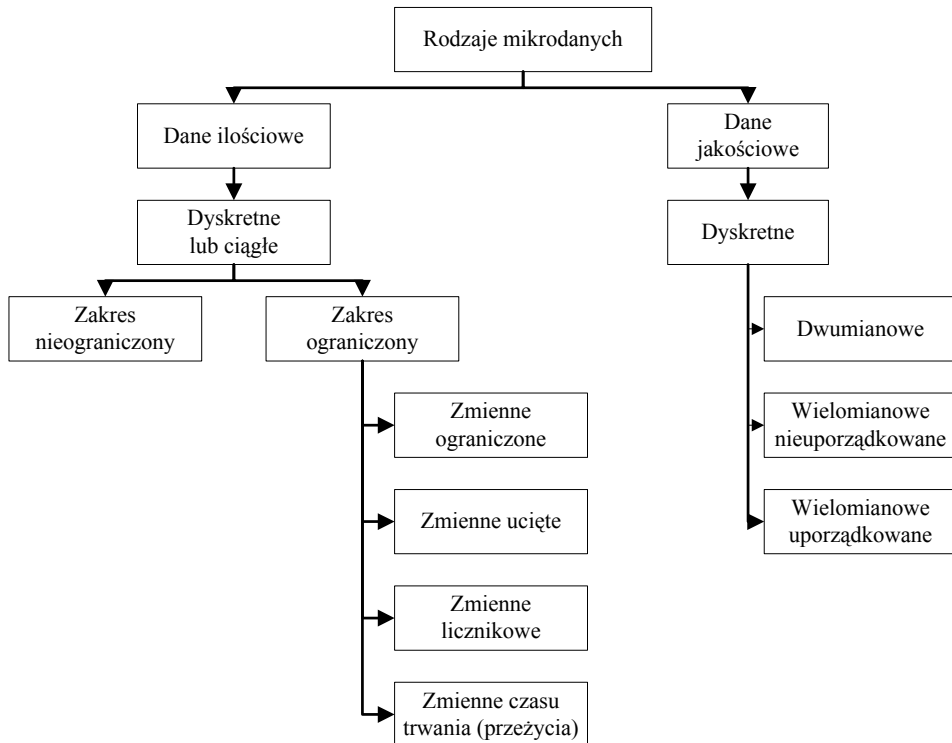 Rodzaje mikrodanych
Dane ilościowe
Dane
jakościowe
Dyskretne
lub ciągłe
Dyskretne
Zakres
nieograniczony
Zakres
ograniczony
Dwumianowe
Zmienne
ograniczone
Wielomianowe
nieuporządkowane
Zmienne ucięte
Wielomianowe
uporządkowane
Zmienne
licznikowe
Zmienne czasu
trwania (przeżycia)